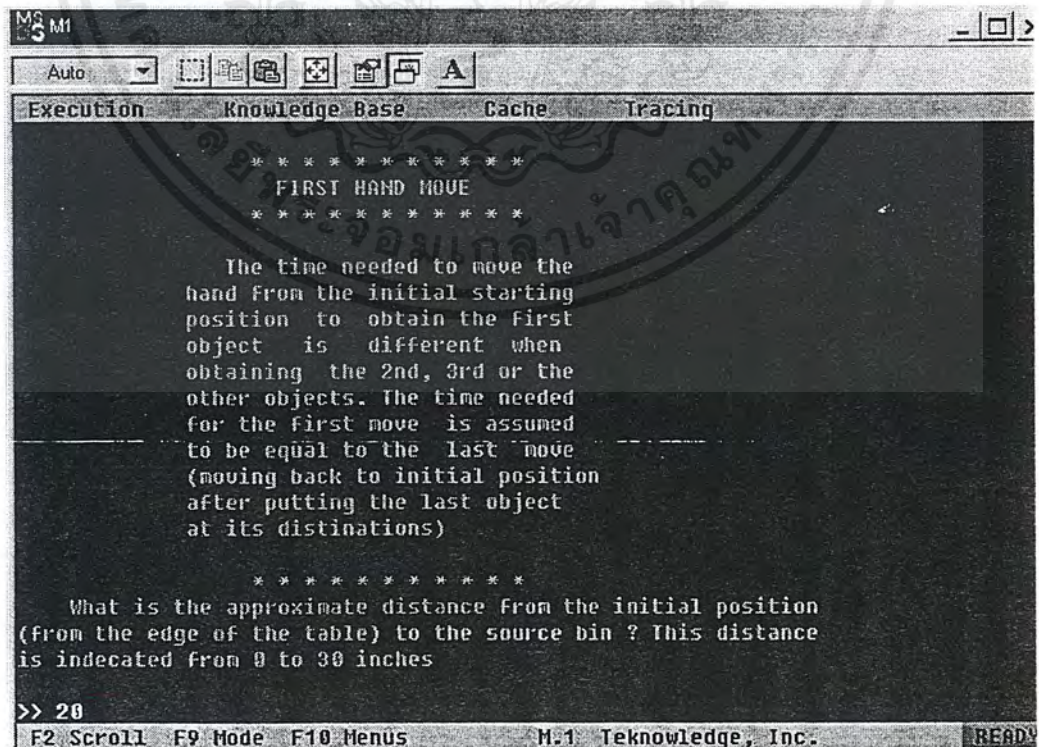 M1
Auto A
Execution Knowledge Base Cache Tracing
* * * * * * * * * * *
FIRST HAND MOVE
* * * * * * * * * * *
The time needed to move the
hand from the initial starting
position to obtain the first
object is different when
obtaining the 2nd, 3rd or the
other objects. The time needed
for the first move is assumed
to be equal to the last move
(moving back to initial position
after putting the last object
at its distinations)
* * * * * * * * * * *
What is the approximate distance from the initial position
(from the edge of the table) to the source bin ? This distance
is indecated from 0 to 30 inches
>> 20
F2 Scroll F9 Mode F10 Menus M.1 Teknowledge, Inc. READY